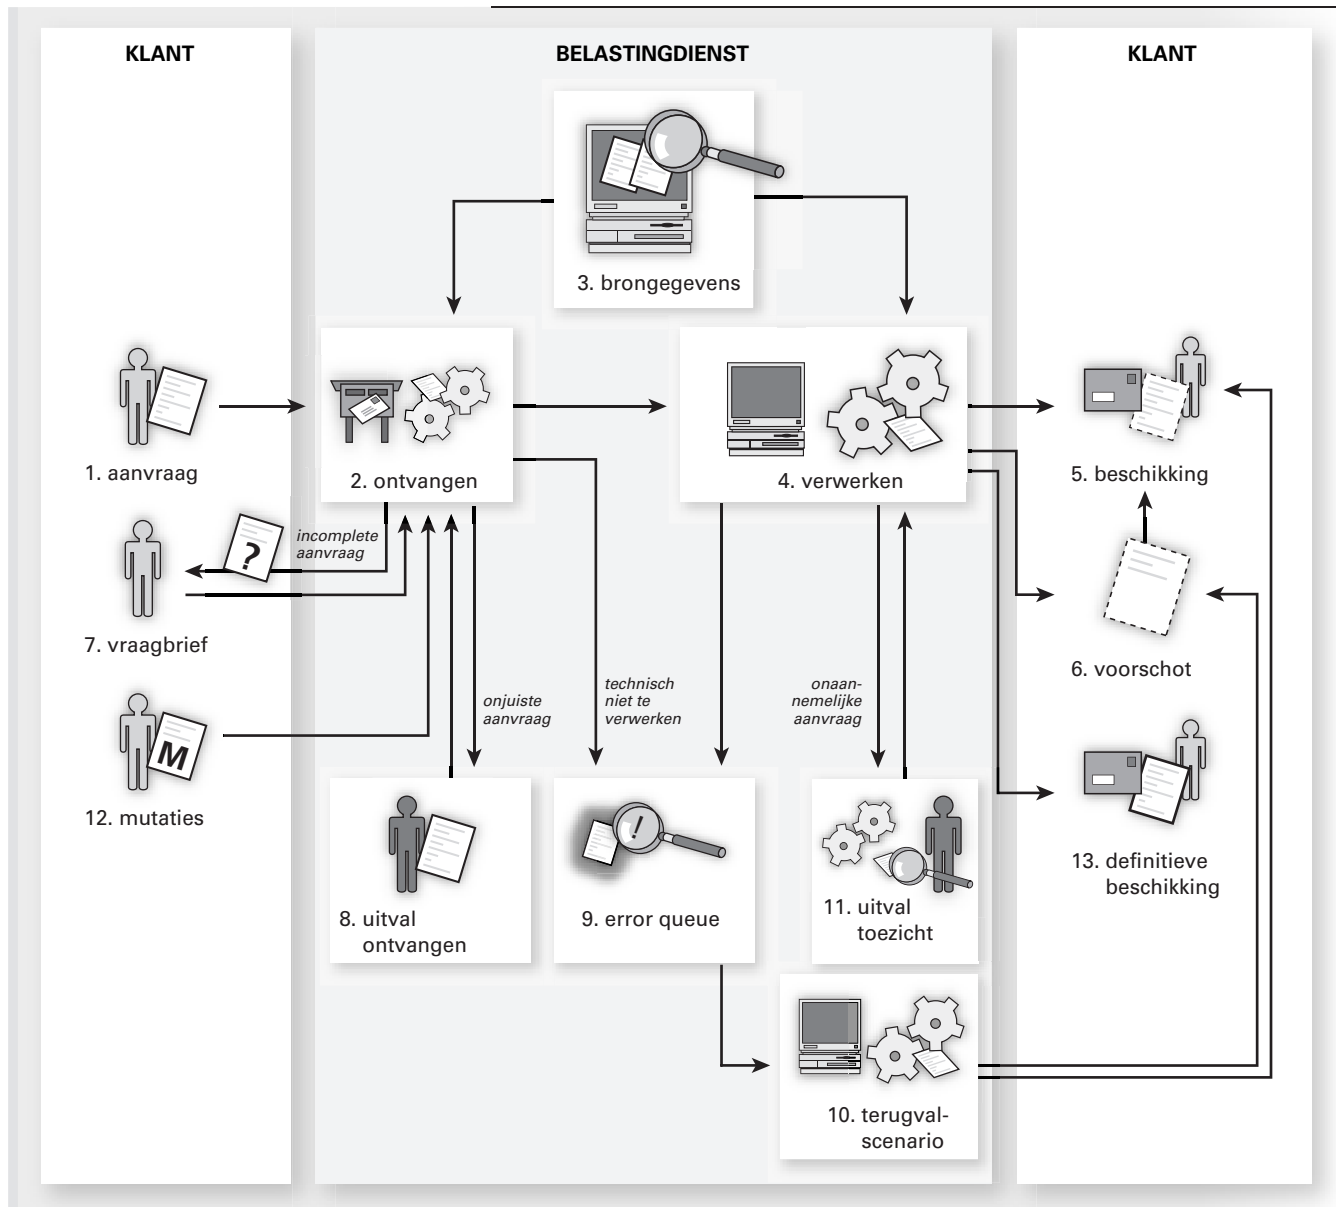 KLANT
BELASTINGDIENST
KLANT
3. brongegevens
1. aanvraag
2. ontvangen
4. verwerken
5. beschikking
incomplete
aanvraag
?
7. vraagbrief
6. voorschot
onjuiste
aanvraag
technisch
niet te
verwerken
onaan-
nemelijke
aanvraag
M
12. mutaties
!
8. uitval
ontvangen
9. error queue
11. uitval
toezicht
13. definitieve
beschikking
10. terugval-
scenario